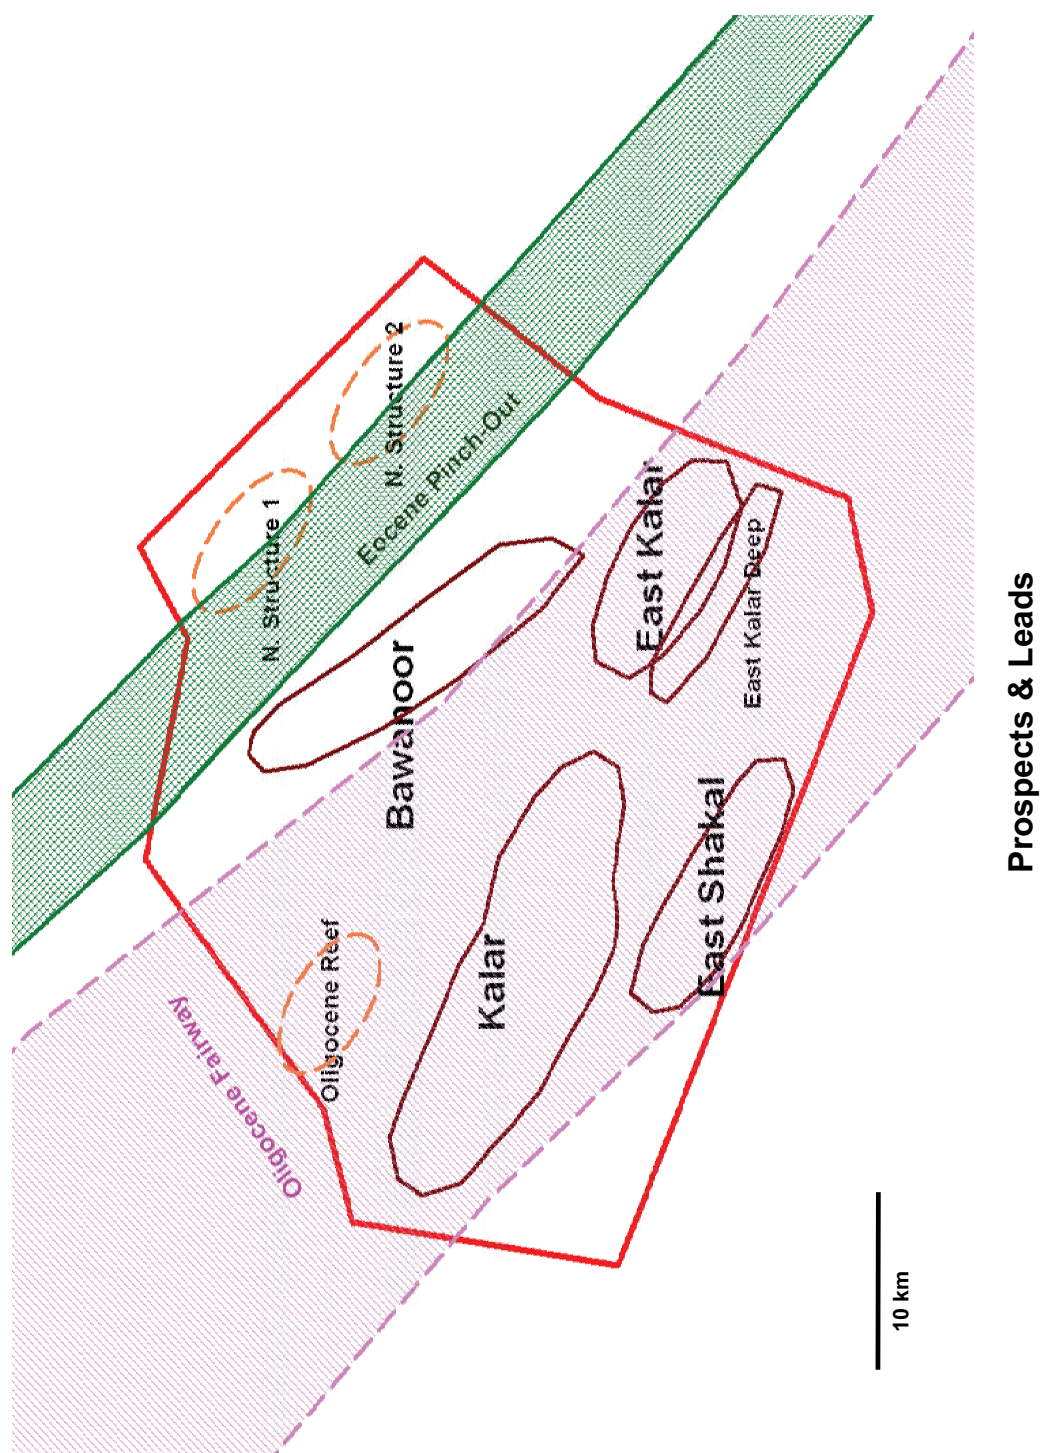 N. Structure 1
N. Structure 2
Eocene Pinch-Out
Oligocene Fairway
Oligocene Reef
Bawanoor
Kalar
East Kalar
East Kalar Deep
East Shakal
10 km
Prospects & Leads